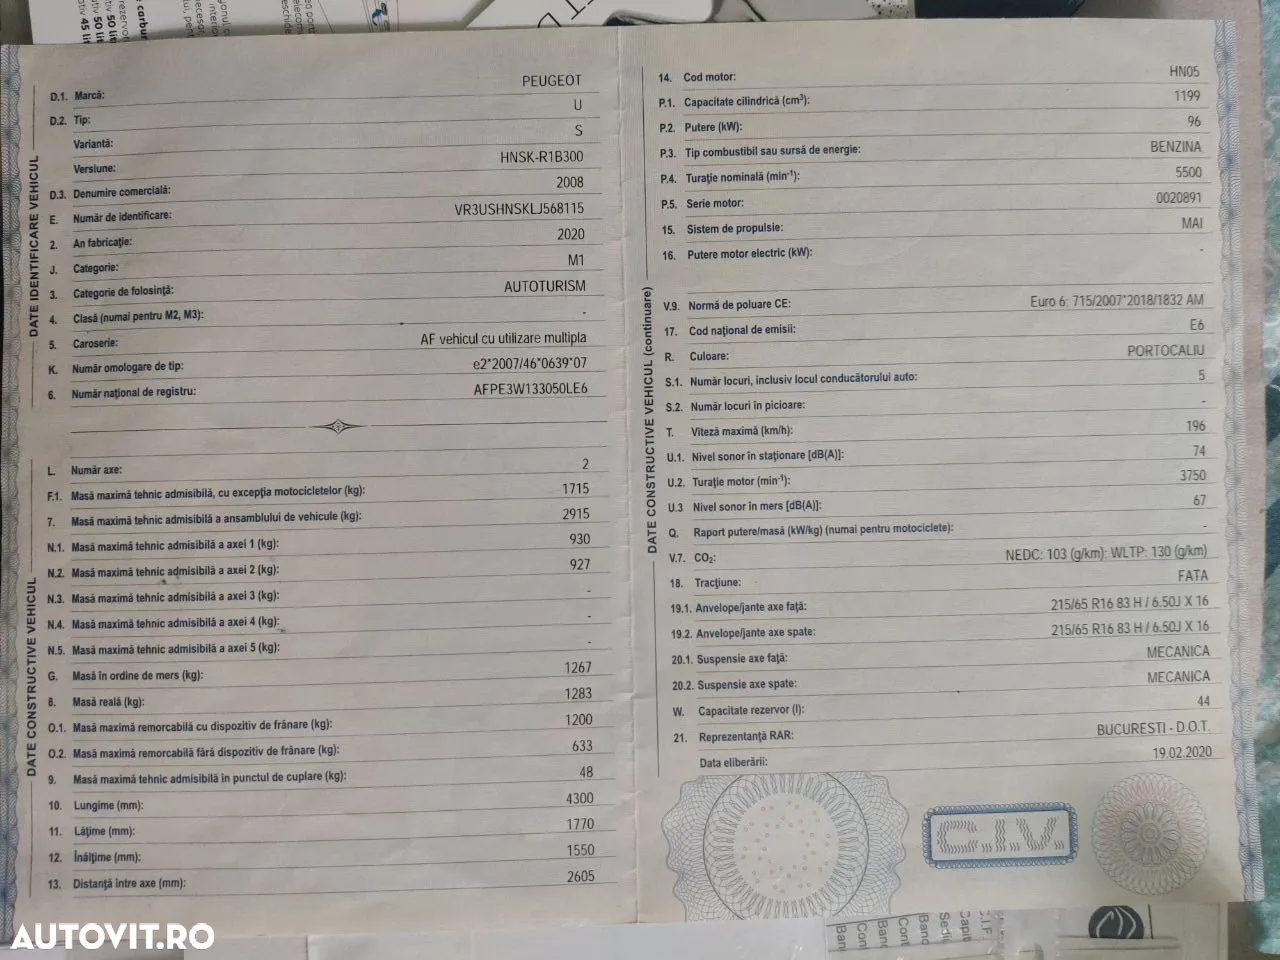 DATE IDENTIFICARE VEHICUL
D.1. Marcă: PEUGEOT
D.2. Tip: U
Variantă: S
Versiune: HNSK-R1B300
D.3. Denumire comercială: 2008
E. Număr de identificare: VR3USHNSKLJ568115
2. An fabricaţie: 2020
J. Categorie: M1
3. Categorie de folosinţă: AUTOTURISM
4. Clasă (numai pentru M2, M3): -
5. Caroserie: AF vehicul cu utilizare multipla
K. Număr omologare de tip: e2*2007/46*0639*07
6. Număr naţional de registru: AFPE3W133050LE6
DATE CONSTRUCTIVE VEHICUL
L. Număr axe: 2
F.1. Masă maximă tehnic admisibilă, cu excepţia motocicletelor (kg): 1715
7. Masă maximă tehnic admisibilă a ansamblului de vehicule (kg): 2915
N.1. Masă maximă tehnic admisibilă a axei 1 (kg): 930
N.2. Masă maximă tehnic admisibilă a axei 2 (kg): 927
N.3. Masă maximă tehnic admisibilă a axei 3 (kg): -
N.4. Masă maximă tehnic admisibilă a axei 4 (kg): -
N.5. Masă maximă tehnic admisibilă a axei 5 (kg): -
G. Masă în ordine de mers (kg): 1267
8. Masă reală (kg): 1283
O.1. Masă maximă remorcabilă cu dispozitiv de frânare (kg): 1200
O.2. Masă maximă remorcabilă fără dispozitiv de frânare (kg): 633
9. Masă maximă tehnic admisibilă în punctul de cuplare (kg): 48
10. Lungime (mm): 4300
11. Lăţime (mm): 1770
12. Înălţime (mm): 1550
13. Distanţă între axe (mm): 2605
14. Cod motor: HN05
P.1. Capacitate cilindrică (cm³): 1199
P.2. Putere (kW): 96
P.3. Tip combustibil sau sursă de energie: BENZINA
P.4. Turaţie nominală (min⁻¹): 5500
P.5. Serie motor: 0020891
15. Sistem de propulsie: MAI
16. Putere motor electric (kW): -
DATE CONSTRUCTIVE VEHICUL (continuare)
V.9. Normă de poluare CE: Euro 6; 715/2007*2018/1832 AM
17. Cod naţional de emisii: E6
R. Culoare: PORTOCALIU
S.1. Număr locuri, inclusiv locul conducătorului auto: 5
S.2. Număr locuri în picioare: -
T. Viteză maximă (km/h): 196
U.1. Nivel sonor în staţionare [dB(A)]: 74
U.2. Turaţie motor (min⁻¹): 3750
U.3 Nivel sonor în mers [dB(A)]: 67
Q. Raport putere/masă (kW/kg) (numai pentru motociclete): -
V.7. CO₂: NEDC: 103 (g/km); WLTP: 130 (g/km)
18. Tracţiune: FATA
19.1. Anvelope/jante axe faţă: 215/65 R16 83 H / 6.50J X 16
19.2. Anvelope/jante axe spate: 215/65 R16 83 H / 6.50J X 16
20.1. Suspensie axe faţă: MECANICA
20.2. Suspensie axe spate: MECANICA
W. Capacitate rezervor (l): 44
21. Reprezentanţă RAR: BUCURESTI - D.O.T.
Data eliberării: 19.02.2020
C.I.V.
AUTOVIT.RO